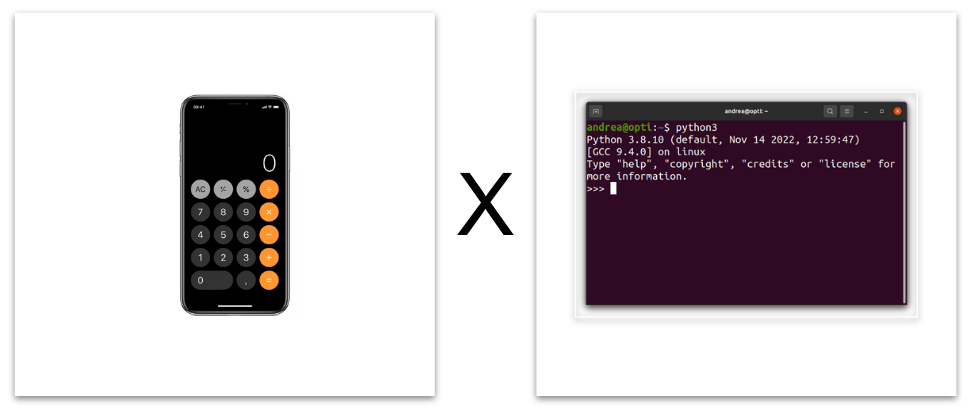 09:41
0
AC ⁺∕₋ % ÷
7 8 9 ×
4 5 6 −
1 2 3 +
0 , =
X
andrea@opti: ~
andrea@opti:~$ python3
Python 3.8.10 (default, Nov 14 2022, 12:59:47)
[GCC 9.4.0] on linux
Type "help", "copyright", "credits" or "license" for
more information.
>>>